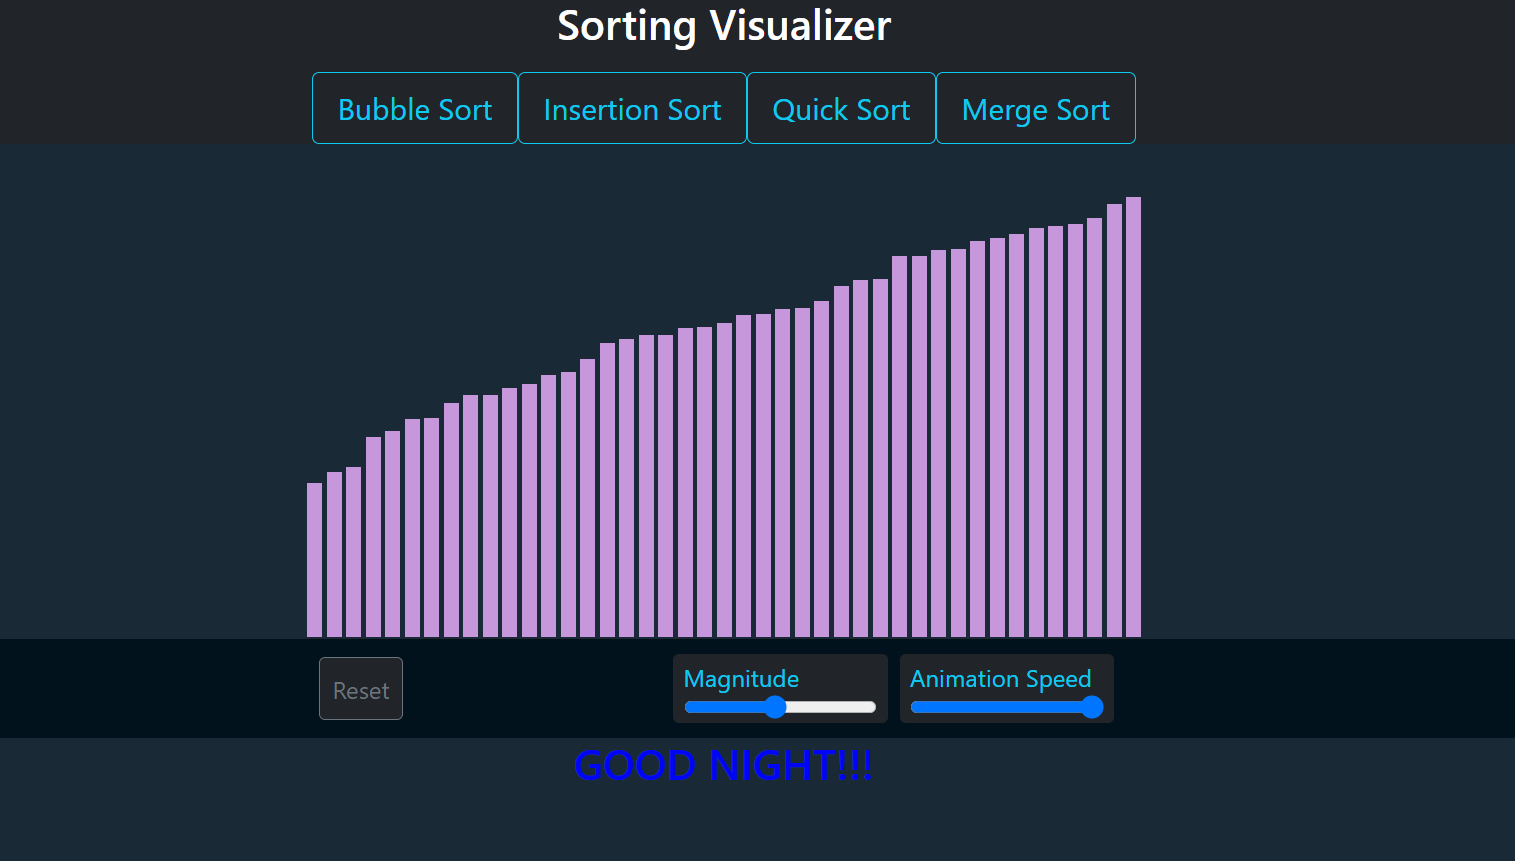 Sorting Visualizer
Bubble Sort Insertion Sort Quick Sort Merge Sort
Reset Magnitude Animation Speed
GOOD NIGHT!!!